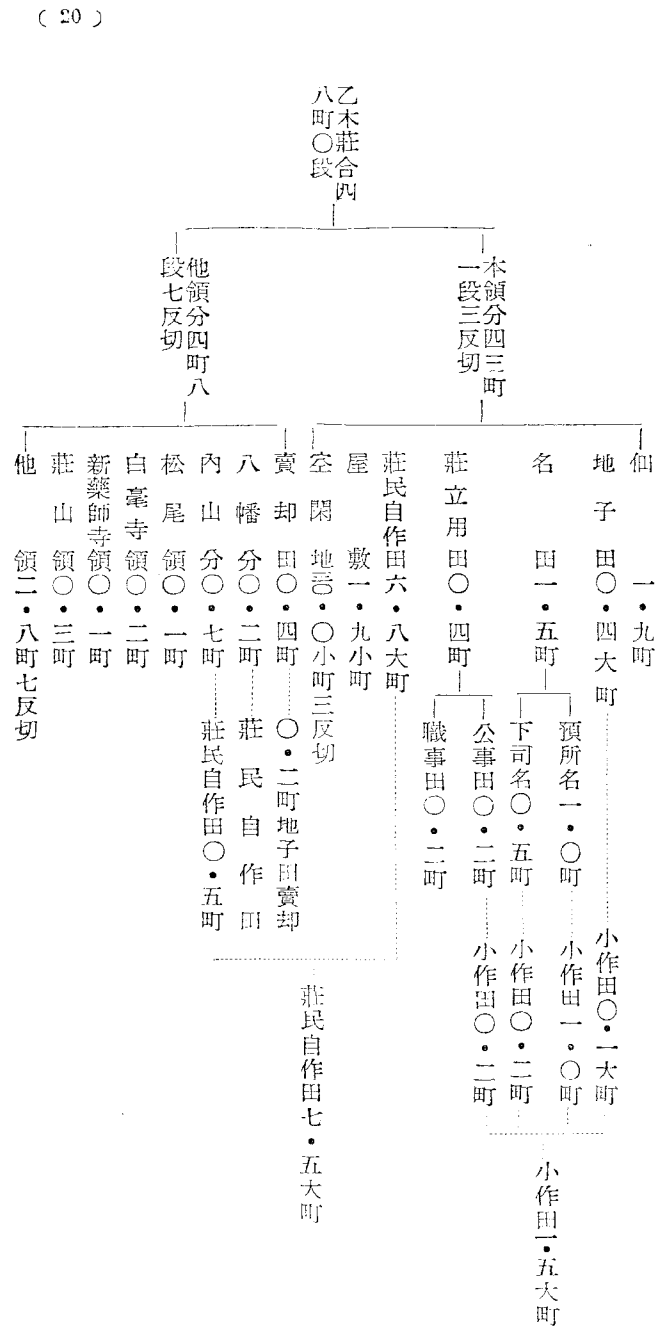 ( 20 )
乙木莊合四
八町〇段
本領分四三町
一段三反切
他領分四町八
段七反切
佃 一・九町
地子田〇・四大町
小作田〇・一大町
名田一・五町
預所名一・〇町
小作田一・〇町
下司名〇・五町
小作田〇・二町
莊立用田〇・四町
公事田〇・二町
小作田〇・二町
職事田〇・二町
小作田一・五大町
莊民自作田六・八大町
屋敷一・九小町
空閑地・〇小町三反切
賣却田〇・四町
〇・二町地子田賣却
八幡分〇・二町
莊民自作田
內山分〇・七町
莊民自作田〇・五町
莊民自作田七・五大町
松尾領〇・一町
白毫寺領〇・二町
新藥師寺領〇・一町
莊山領〇・三町
他領二・八町七反切